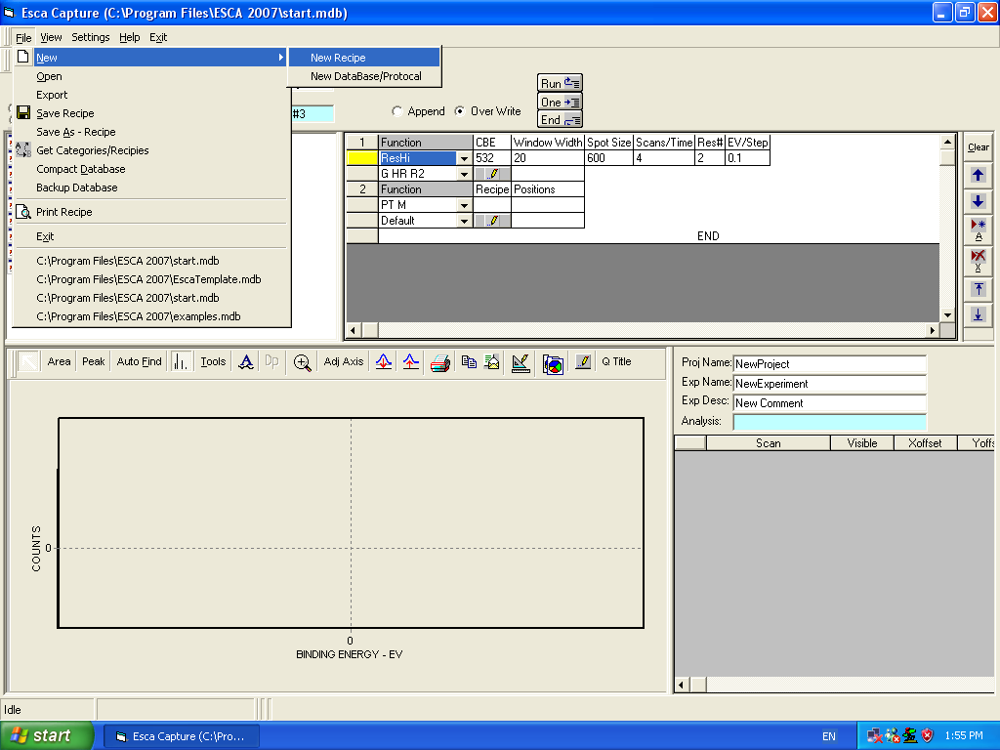 Esca Capture (C:\Program Files\ESCA 2007\start.mdb)
File View Settings Help Exit
New
New Recipe
Open
New DataBase/Protocal
Export
Save Recipe
Save As - Recipe
Get Categories/Recipies
Compact Database
Backup Database
Print Recipe
Exit
C:\Program Files\ESCA 2007\start.mdb
C:\Program Files\ESCA 2007\EscaTemplate.mdb
C:\Program Files\ESCA 2007\start.mdb
C:\Program Files\ESCA 2007\examples.mdb
#3
Append Over Write
Run
One
End
1 Function CBE Window Width Spot Size Scans/Time Res# EV/Step
ResHi 532 20 600 4 2 0.1
G HR R2
2 Function Recipe Positions
PT M
Default
END
Clear
A
X
Area Peak Auto Find Tools A Dp Adj Axis Q Title
COUNTS
0
0
BINDING ENERGY - EV
Proj Name: NewProject
Exp Name: NewExperiment
Exp Desc: New Comment
Analysis:
Scan Visible Xoffset Yoffs
Idle
start Esca Capture (C:\Pro... EN 1:55 PM